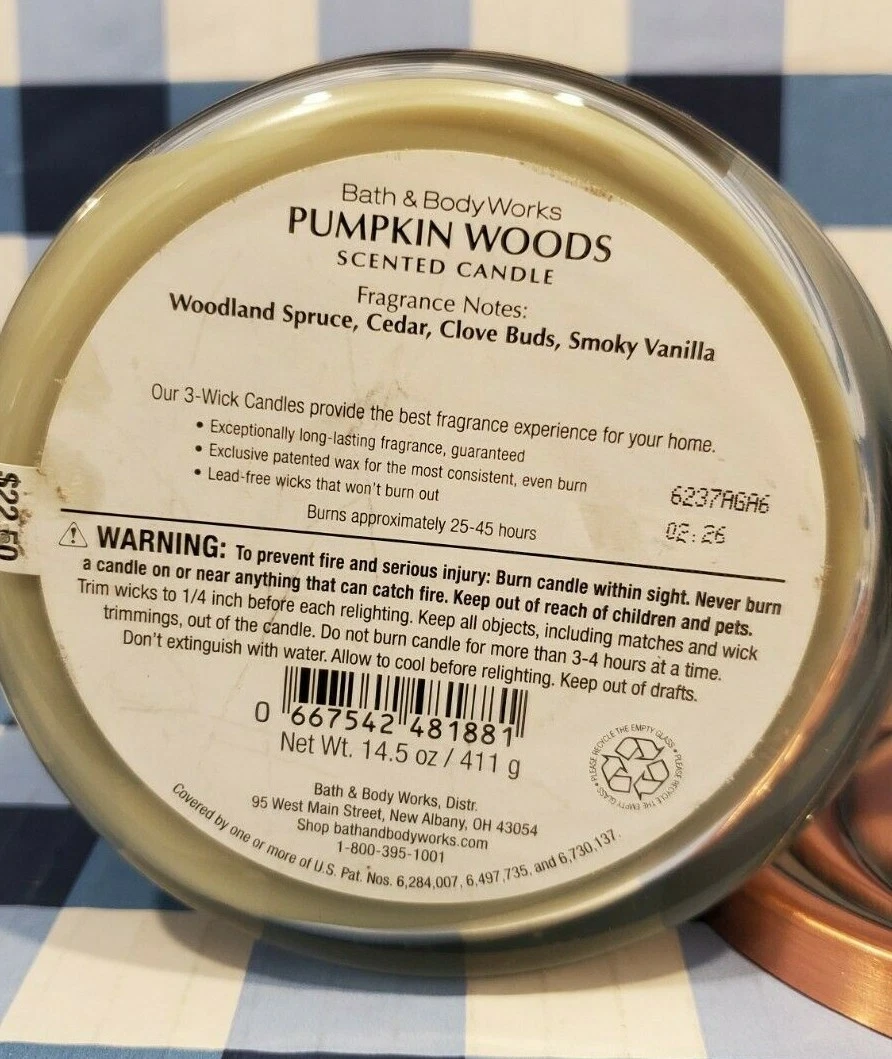 Bath & Body Works
PUMPKIN WOODS
SCENTED CANDLE
Fragrance Notes:
Woodland Spruce, Cedar, Clove Buds, Smoky Vanilla
Our 3-Wick Candles provide the best fragrance experience for your home.
• Exceptionally long-lasting fragrance, guaranteed
• Exclusive patented wax for the most consistent, even burn
• Lead-free wicks that won't burn out
Burns approximately 25-45 hours
6237AGA6
02:26
$22.50
WARNING: To prevent fire and serious injury: Burn candle within sight. Never burn
a candle on or near anything that can catch fire. Keep out of reach of children and pets.
Trim wicks to 1/4 inch before each relighting. Keep all objects, including matches and wick
trimmings, out of the candle. Do not burn candle for more than 3-4 hours at a time.
Don't extinguish with water. Allow to cool before relighting. Keep out of drafts.
0 667542 481881
Net Wt. 14.5 oz / 411 g
PLEASE RECYCLE THE EMPTY GLASS • PLEASE RECYCLE THE EMPTY GLASS •
Bath & Body Works, Distr.
95 West Main Street, New Albany, OH 43054
Shop bathandbodyworks.com
1-800-395-1001
Covered by one or more of U.S. Pat. Nos. 6,284,007, 6,497,735, and 6,730,137.